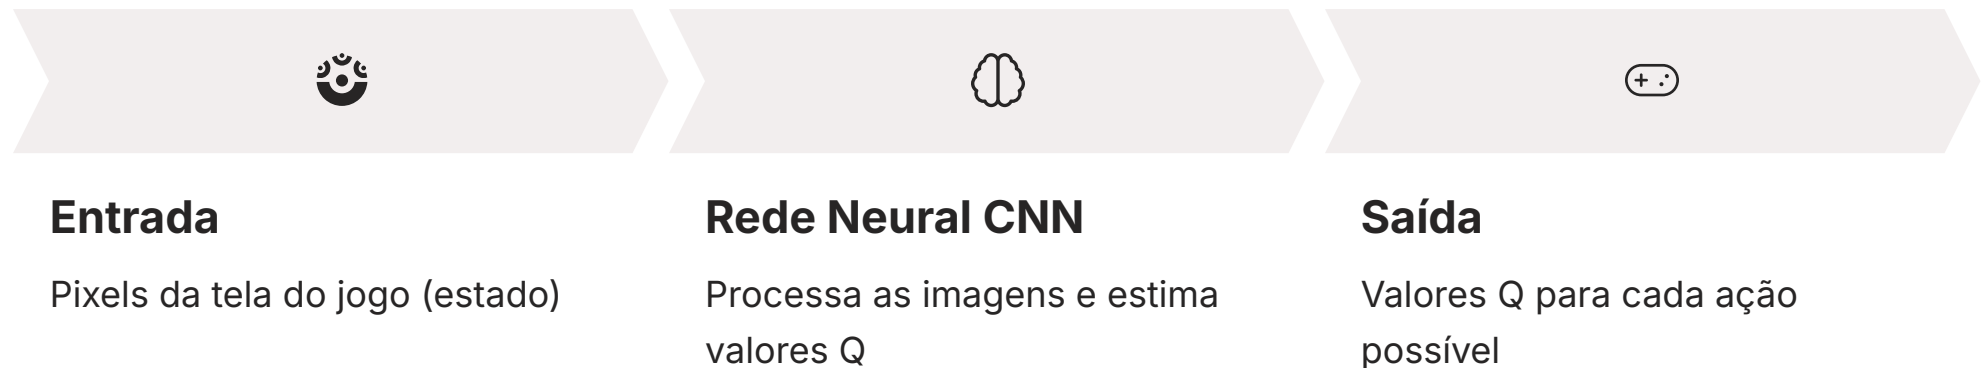 Entrada
Pixels da tela do jogo (estado)
Rede Neural CNN
Processa as imagens e estima
valores Q
Saída
Valores Q para cada ação
possível